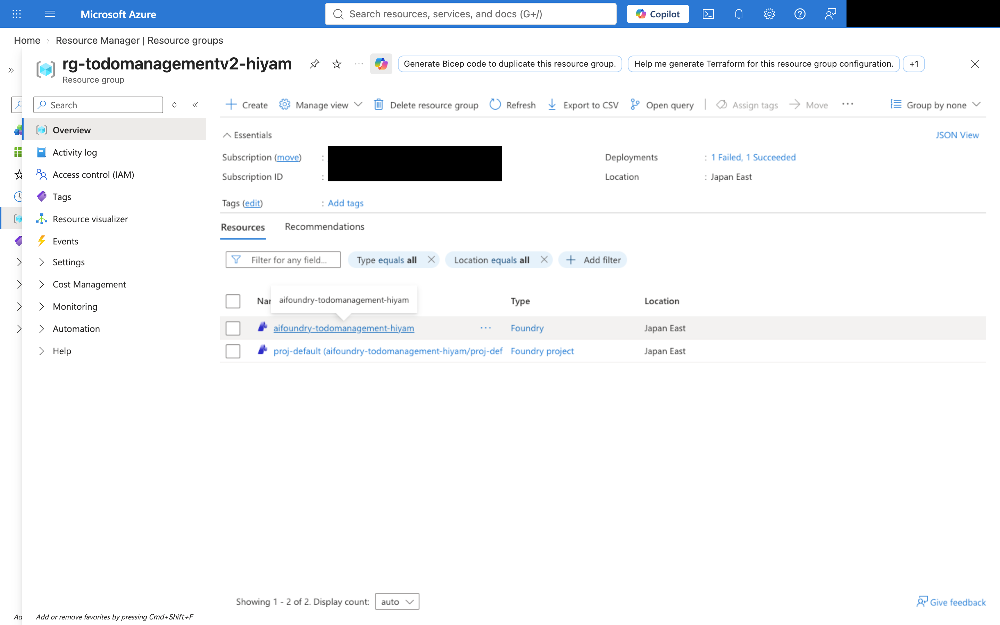 Microsoft Azure
Search resources, services, and docs (G+/)
Copilot
Home
Resource Manager | Resource groups
rg-todomanagementv2-hiyam
Resource group
Generate Bicep code to duplicate this resource group.
Help me generate Terraform for this resource group configuration.
+1
Search
Overview
Activity log
Access control (IAM)
Tags
Resource visualizer
Events
Settings
Cost Management
Monitoring
Automation
Help
Add or remove favorites by pressing Cmd+Shift+F
Ad
Create
Manage view
Delete resource group
Refresh
Export to CSV
Open query
Assign tags
Move
Group by none
Essentials
JSON View
Subscription (move) :
Subscription ID :
Deployments : 1 Failed, 1 Succeeded
Location : Japan East
Tags (edit) : Add tags
Resources
Recommendations
Filter for any field...
Type equals all
Location equals all
Add filter
aifoundry-todomanagement-hiyam
Nar
Type
Location
aifoundry-todomanagement-hiyam
Foundry
Japan East
proj-default (aifoundry-todomanagement-hiyam/proj-def
Foundry project
Japan East
Showing 1 - 2 of 2. Display count: auto
Give feedback